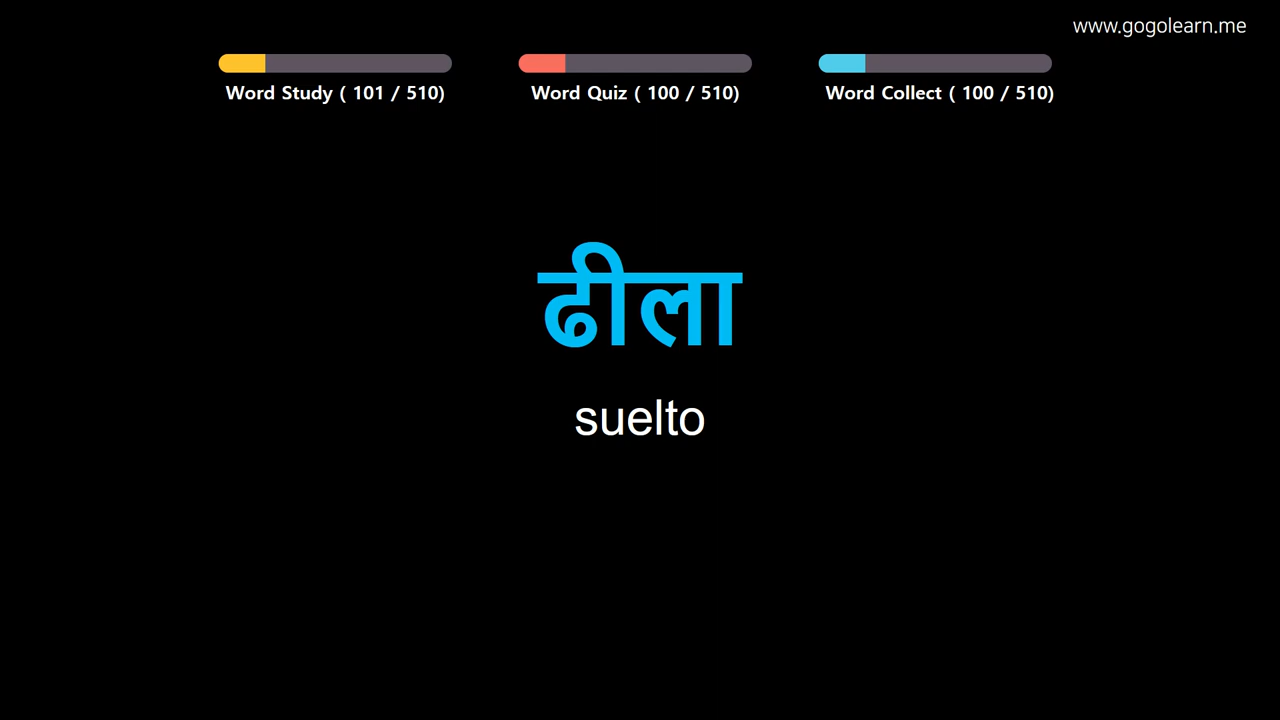 www.gogolearn.me
Word Study ( 101 / 510)
Word Quiz ( 100 / 510)
Word Collect ( 100 / 510)
ढीला
suelto